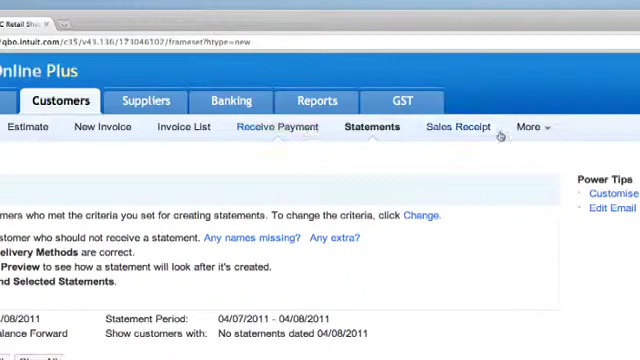 C Retail Sho
qbo.intuit.com/c35/v43.136/173046102/frameset?htype=new
Online Plus
Customers Suppliers Banking Reports GST
Estimate New Invoice Invoice List Receive Payment Statements Sales Receipt More
Power Tips
Customise
Edit Email
mers who met the criteria you set for creating statements. To change the criteria, click Change.
stomer who should not receive a statement. Any names missing? Any extra?
elivery Methods are correct.
Preview to see how a statement will look after it's created.
nd Selected Statements.
/08/2011 Statement Period: 04/07/2011 - 04/08/2011
alance Forward Show customers with: No statements dated 04/08/2011